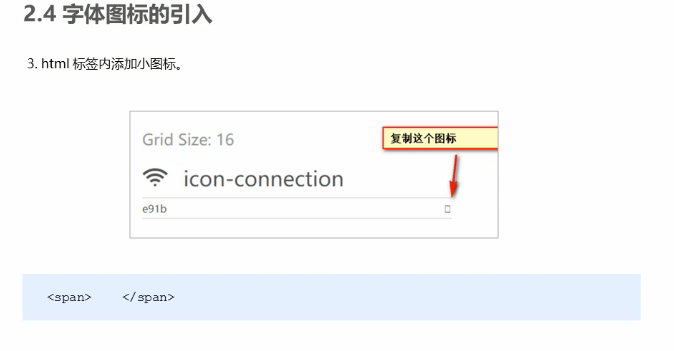 2.4 字体图标的引入
3. html 标签内添加小图标。
Grid Size: 16
复制这个图标
icon-connection
e91b
<span>    </span>